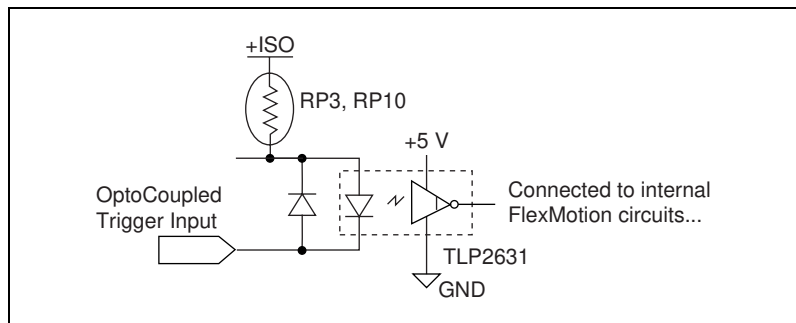 +ISO
RP3, RP10
+5 V
OptoCoupled
Trigger Input
Connected to internal
FlexMotion circuits...
TLP2631
GND